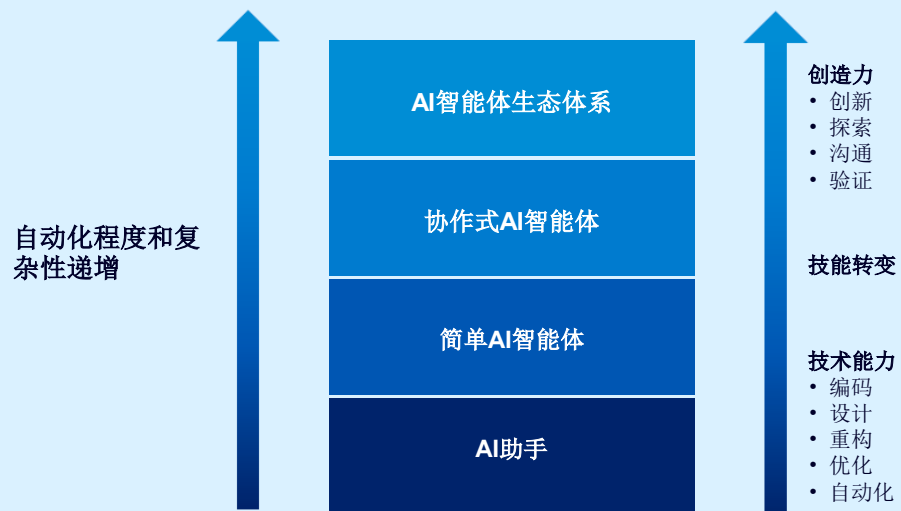 自动化程度和复
杂性递增
AI智能体生态体系
协作式AI智能体
简单AI智能体
AI助手
创造力
• 创新
• 探索
• 沟通
• 验证
技能转变
技术能力
• 编码
• 设计
• 重构
• 优化
• 自动化